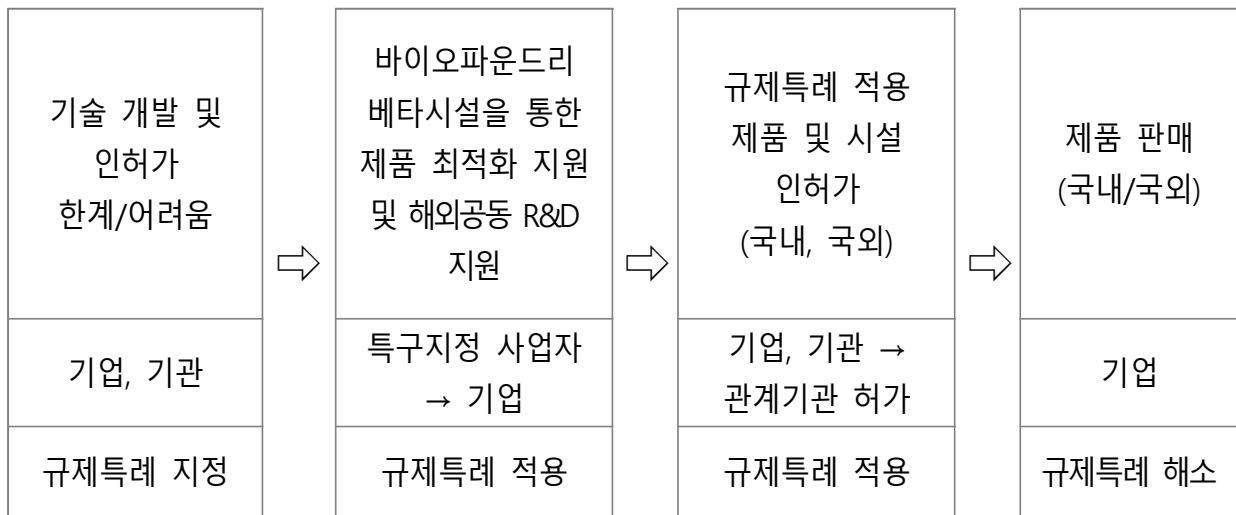 기술 개발 및
인허가
한계/어려움
⇨
바이오파운드리
베타시설을 통한
제품 최적화 지원
및 해외공동 R&D
지원
⇨
규제특례 적용
제품 및 시설
인허가
(국내, 국외)
⇨
제품 판매
(국내/국외)
기업, 기관
특구지정 사업자
→ 기업
기업, 기관 →
관계기관 허가
기업
규제특례 지정
규제특례 적용
규제특례 적용
규제특례 해소